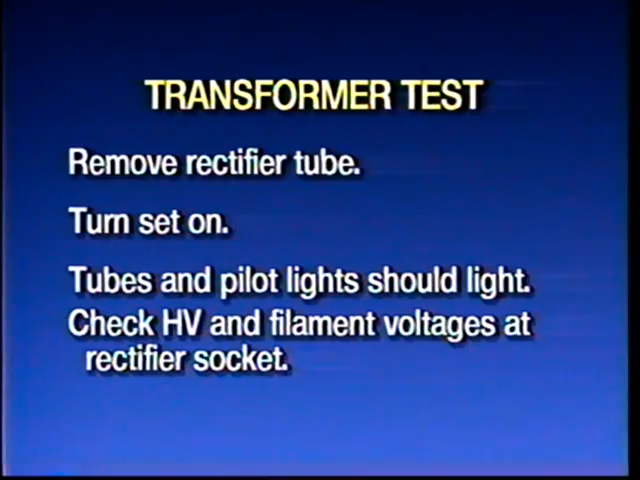 TRANSFORMER TEST
Remove rectifier tube.
Turn set on.
Tubes and pilot lights should light.
Check HV and filament voltages at
rectifier socket.